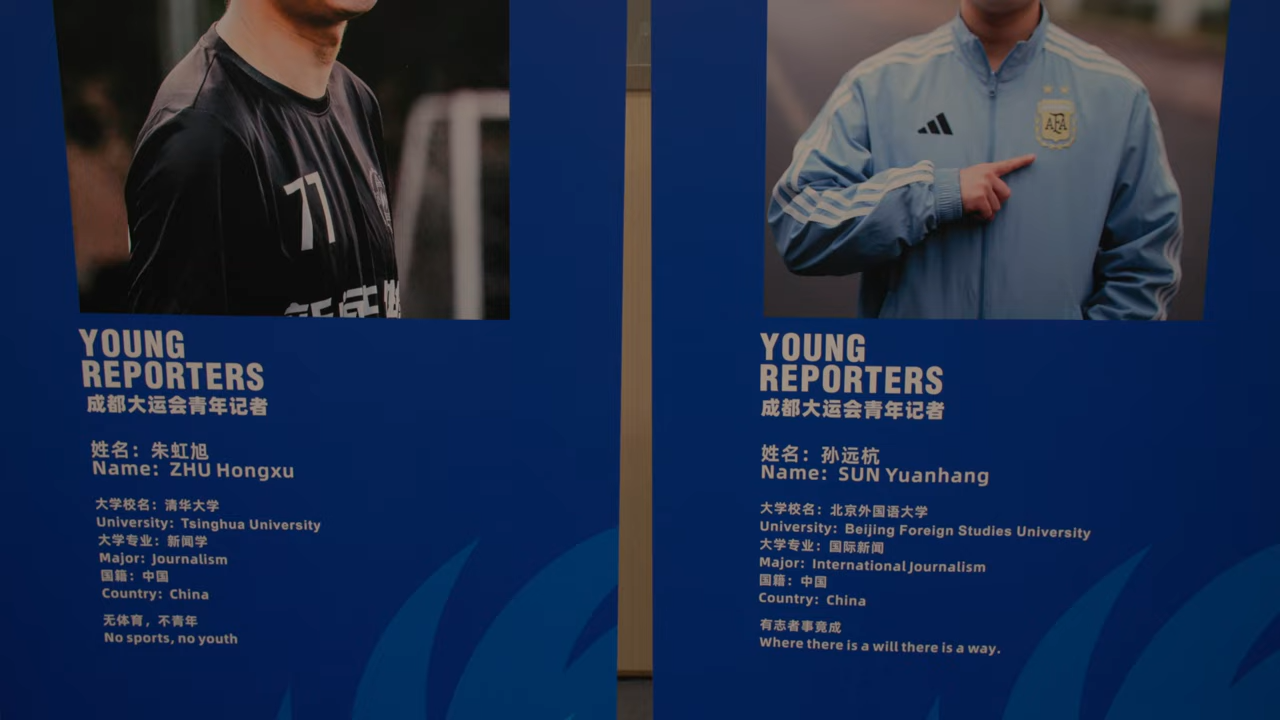 77
YOUNG
REPORTERS
成都大运会青年记者
姓名：朱虹旭
Name: ZHU Hongxu
大学校名：清华大学
University: Tsinghua University
大学专业：新闻学
Major: Journalism
国籍：中国
Country: China
无体育，不青年
No sports, no youth
AFA
YOUNG
REPORTERS
成都大运会青年记者
姓名：孙远杭
Name: SUN Yuanhang
大学校名：北京外国语大学
University: Beijing Foreign Studies University
大学专业：国际新闻
Major: International Journalism
国籍：中国
Country: China
有志者事竟成
Where there is a will there is a way.